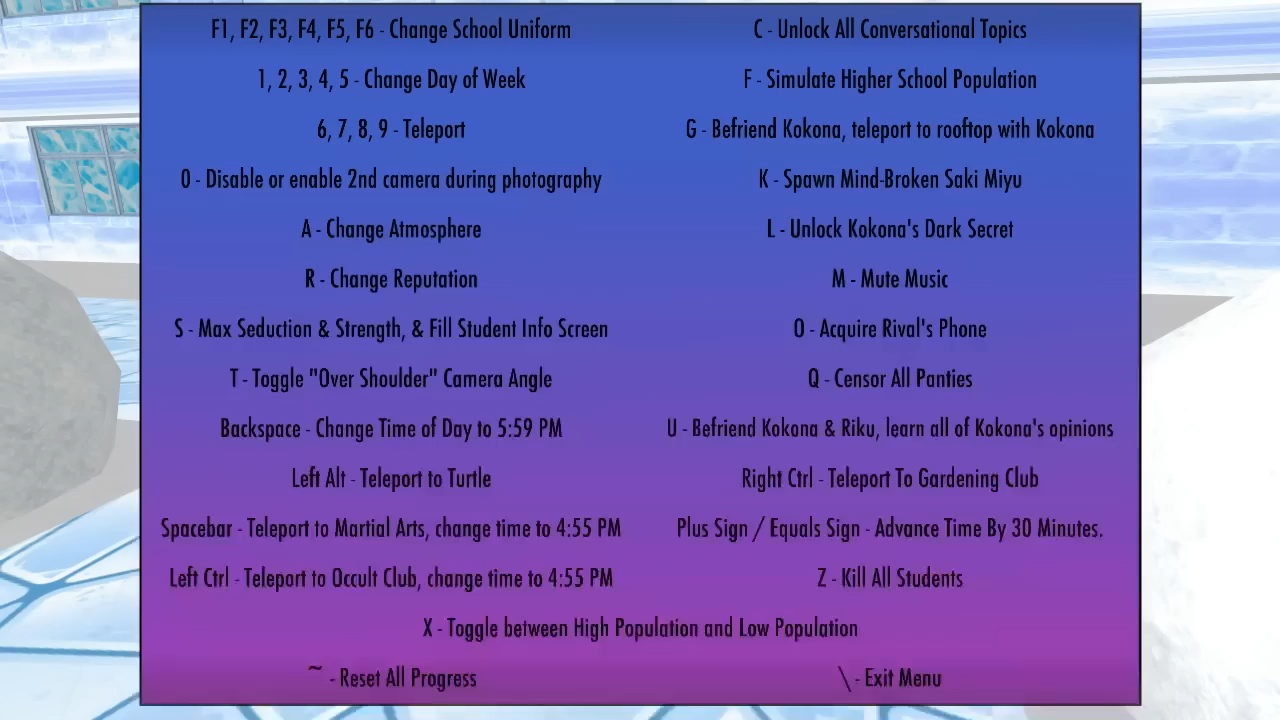 F1, F2, F3, F4, F5, F6 - Change School Uniform
1, 2, 3, 4, 5 - Change Day of Week
6, 7, 8, 9 - Teleport
0 - Disable or enable 2nd camera during photography
A - Change Atmosphere
R - Change Reputation
S - Max Seduction & Strength, & Fill Student Info Screen
T - Toggle "Over Shoulder" Camera Angle
Backspace - Change Time of Day to 5:59 PM
Left Alt - Teleport to Turtle
Spacebar - Teleport to Martial Arts, change time to 4:55 PM
Left Ctrl - Teleport to Occult Club, change time to 4:55 PM
C - Unlock All Conversational Topics
F - Simulate Higher School Population
G - Befriend Kokona, teleport to rooftop with Kokona
K - Spawn Mind-Broken Saki Miyu
L - Unlock Kokona's Dark Secret
M - Mute Music
O - Acquire Rival's Phone
Q - Censor All Panties
U - Befriend Kokona & Riku, learn all of Kokona's opinions
Right Ctrl - Teleport To Gardening Club
Plus Sign / Equals Sign - Advance Time By 30 Minutes.
Z - Kill All Students
X - Toggle between High Population and Low Population
~ - Reset All Progress
\ - Exit Menu